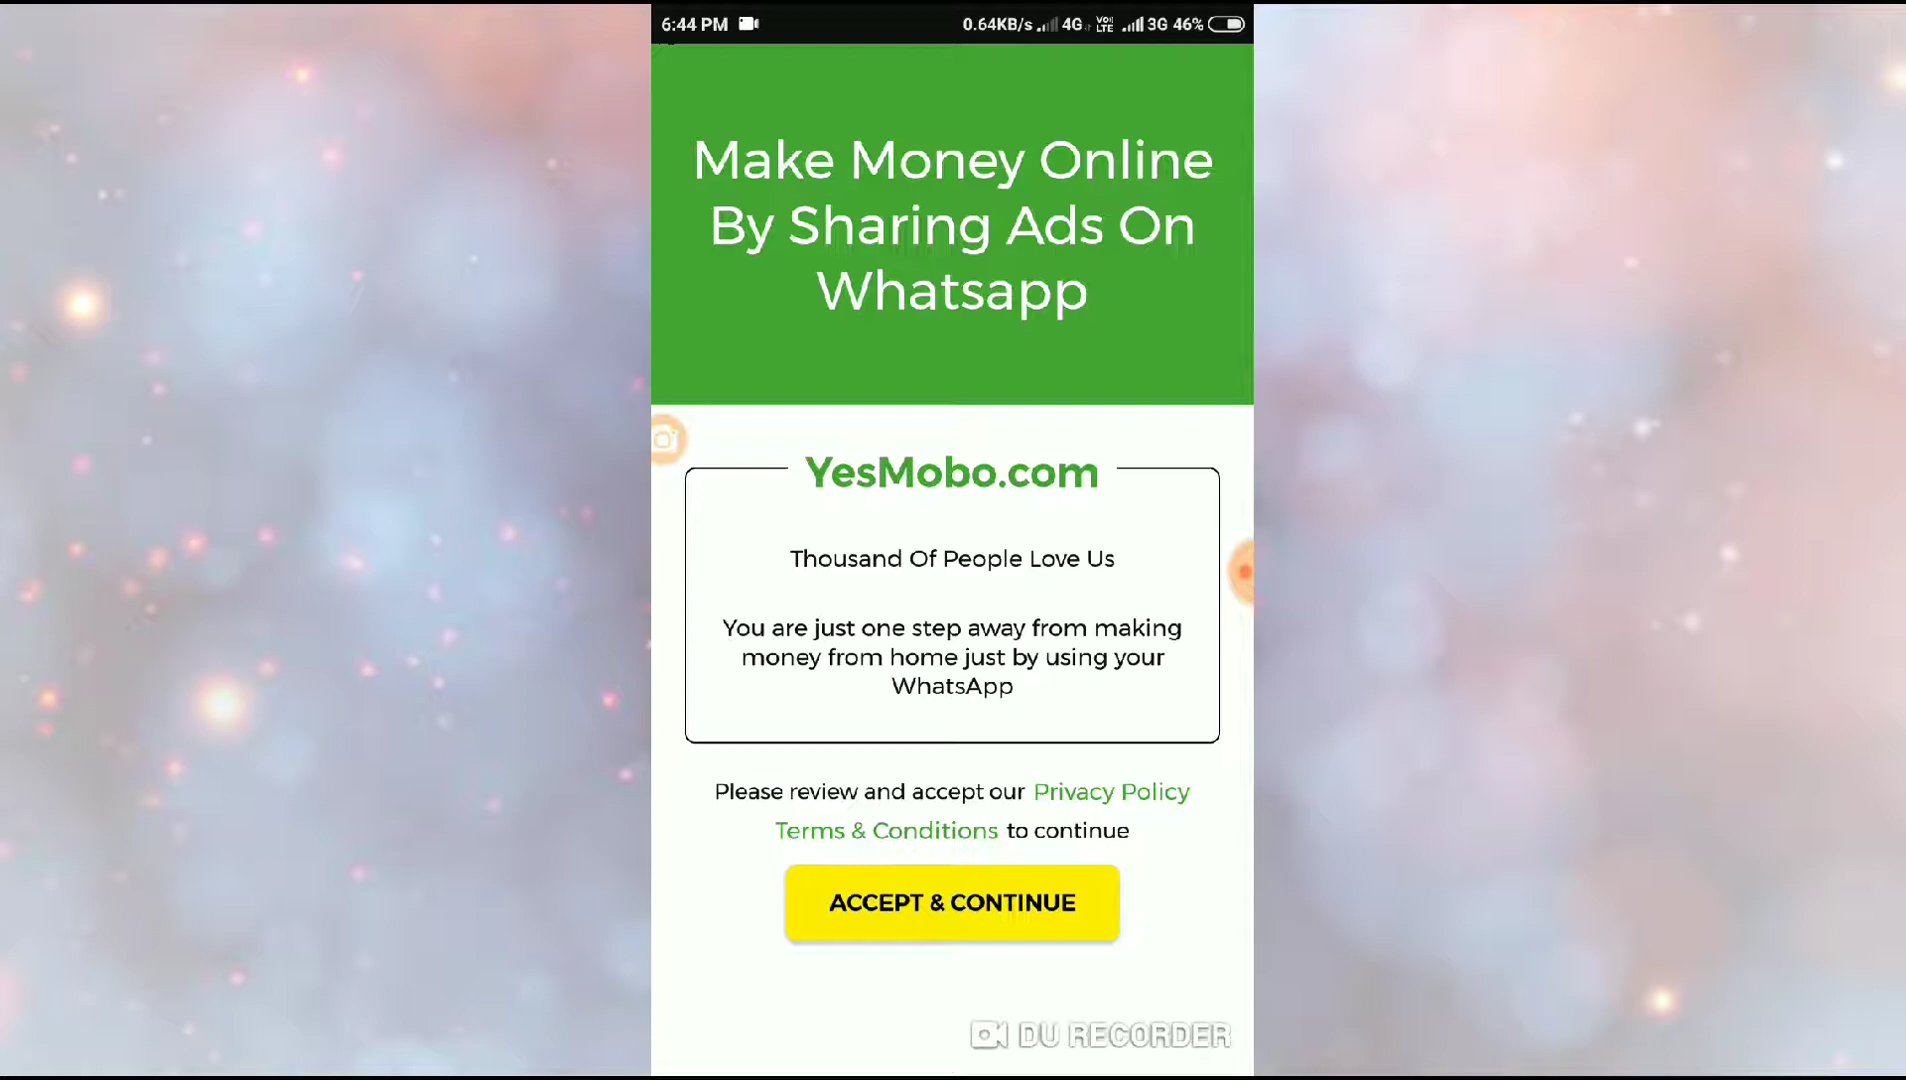 6:44 PM 0.64KB/s 4G VoLTE 3G 46%
Make Money Online
By Sharing Ads On
Whatsapp
YesMobo.com
Thousand Of People Love Us
You are just one step away from making
money from home just by using your
WhatsApp
Please review and accept our Privacy Policy
Terms & Conditions to continue
ACCEPT & CONTINUE
DU RECORDER